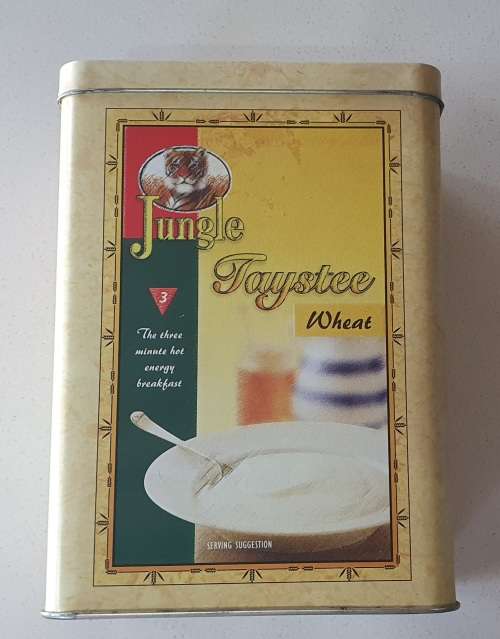 Jungle
Taystee
Wheat
3
The three
minute hot
energy
breakfast
SERVING SUGGESTION